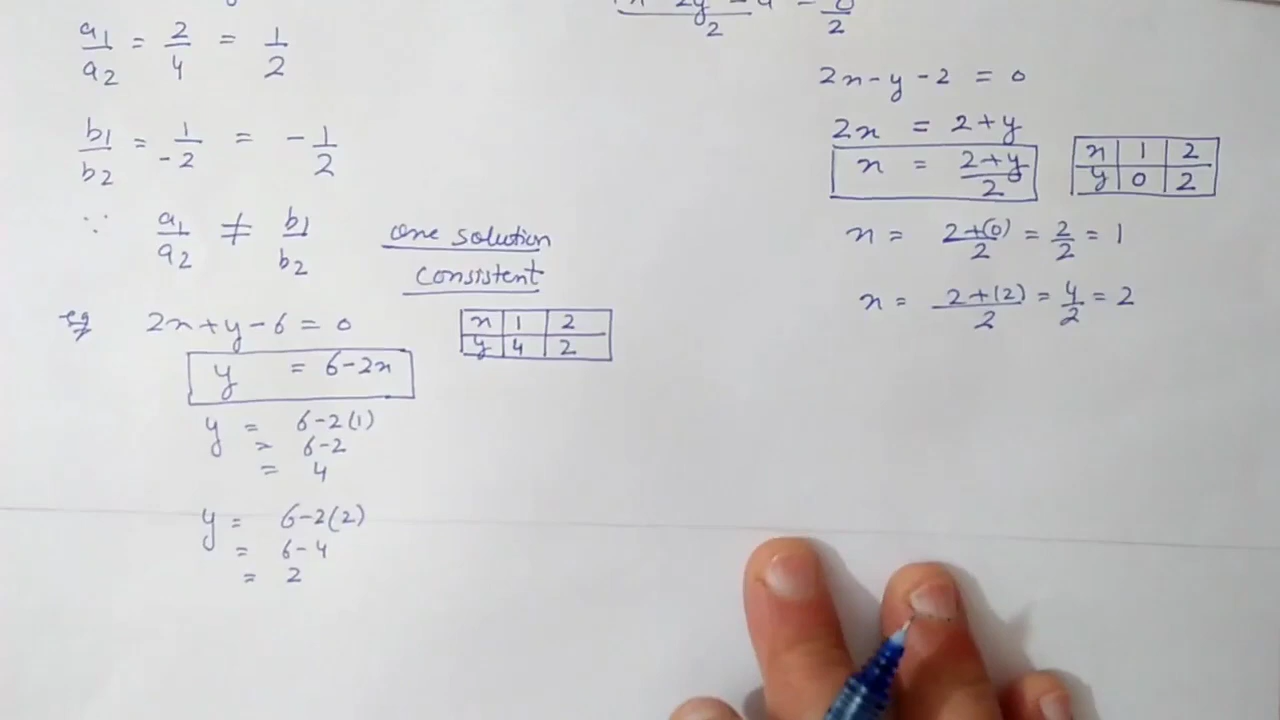 a1/a2 = 2/4 = 1/2
b1/b2 = 1/-2 = -1/2
∵ a1/a2 ≠ b1/b2
one solution
consistent
eq 2x+y-6=0
y = 6-2x
x 1 2
y 4 2
y = 6-2(1)
= 6-2
= 4
y = 6-2(2)
= 6-4
= 2
2x-y-2 = 0
2x = 2+y
x = 2+y/2
x 1 2
y 0 2
x = 2+(0)/2 = 2/2 = 1
x = 2+(2)/2 = 4/2 = 2